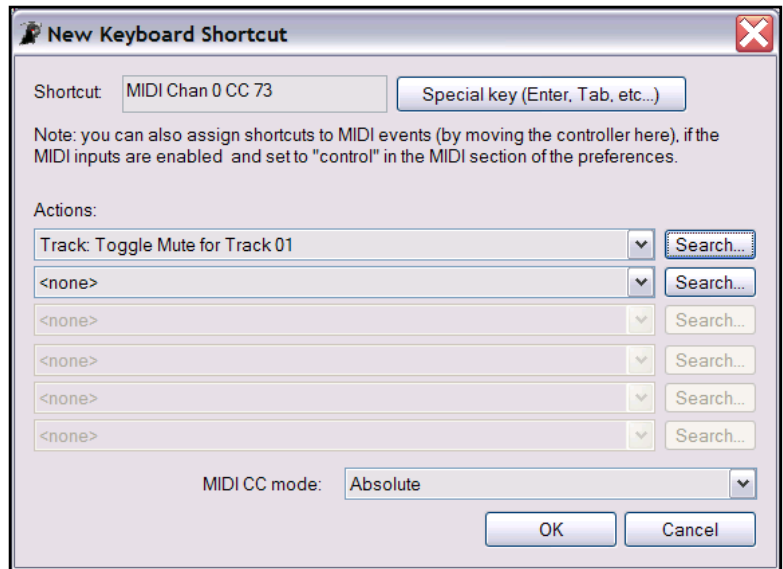 New Keyboard Shortcut
Shortcut: MIDI Chan 0 CC 73 Special key (Enter, Tab, etc...)
Note: you can also assign shortcuts to MIDI events (by moving the controller here), if the
MIDI inputs are enabled and set to "control" in the MIDI section of the preferences.
Actions:
Track: Toggle Mute for Track 01 Search...
<none> Search...
<none> Search...
<none> Search...
<none> Search...
<none> Search...
MIDI CC mode: Absolute
OK Cancel